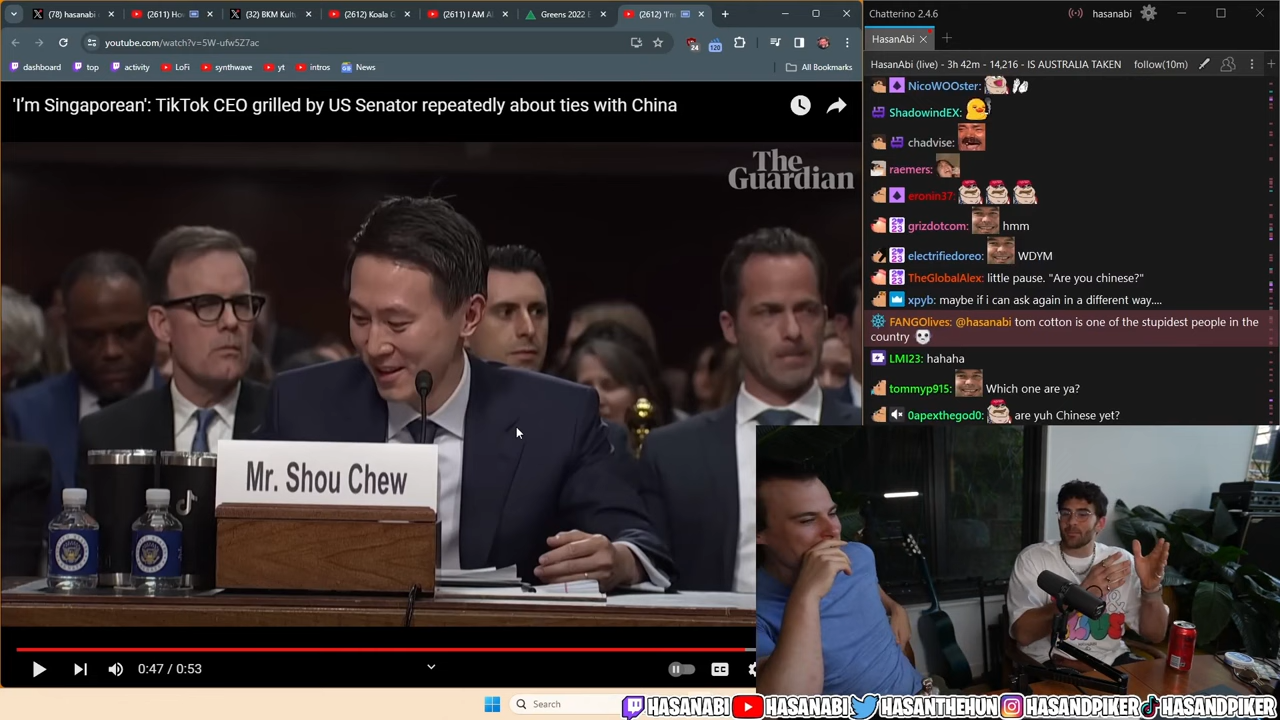 (78) hasanabi
(2611) Ho
(32) BKM Kult
(2612) Koala G
(2611) I AM A
Greens 2022 E
(2612) 'I'm
youtube.com/watch?v=5W-ufw5Z7ac
24
120
dashboard
top
activity
LoFi
synthwave
yt
intros
News
All Bookmarks
'I'm Singaporean': TikTok CEO grilled by US Senator repeatedly about ties with China
The
Guardian
Mr. Shou Chew
0:47 / 0:53
CC
Search
Chatterino 2.4.6
hasanabi
HasanAbi
HasanAbi (live) - 3h 42m - 14,216 - IS AUSTRALIA TAKEN
follow(10m)
NicoWOOster:
ShadowindEX:
chadvise:
raemers:
eronin37:
grizdotcom: hmm
electrifiedoreo: WDYM
TheGlobalAlex: little pause. "Are you chinese?"
xpyb: maybe if i can ask again in a different way....
FANGOlives: @hasanabi tom cotton is one of the stupidest people in the
country
LMI23: hahaha
tommyp915: Which one are ya?
0apexthegod0: are yuh Chinese yet?
HASANABI
HASANABI
HASANTHEHUN
HASANDPIKER
HASANDPIKER